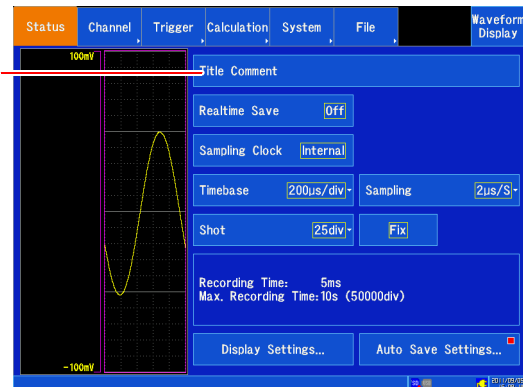 Status Channel Trigger Calculation System File Waveform Display
100mV
Title Comment
Realtime Save Off
Sampling Clock Internal
Timebase 200µs/div Sampling 2µs/S
Shot 25div Fix
Recording Time: 5ms
Max. Recording Time:10s (50000div)
Display Settings... Auto Save Settings...
-100mV
SD